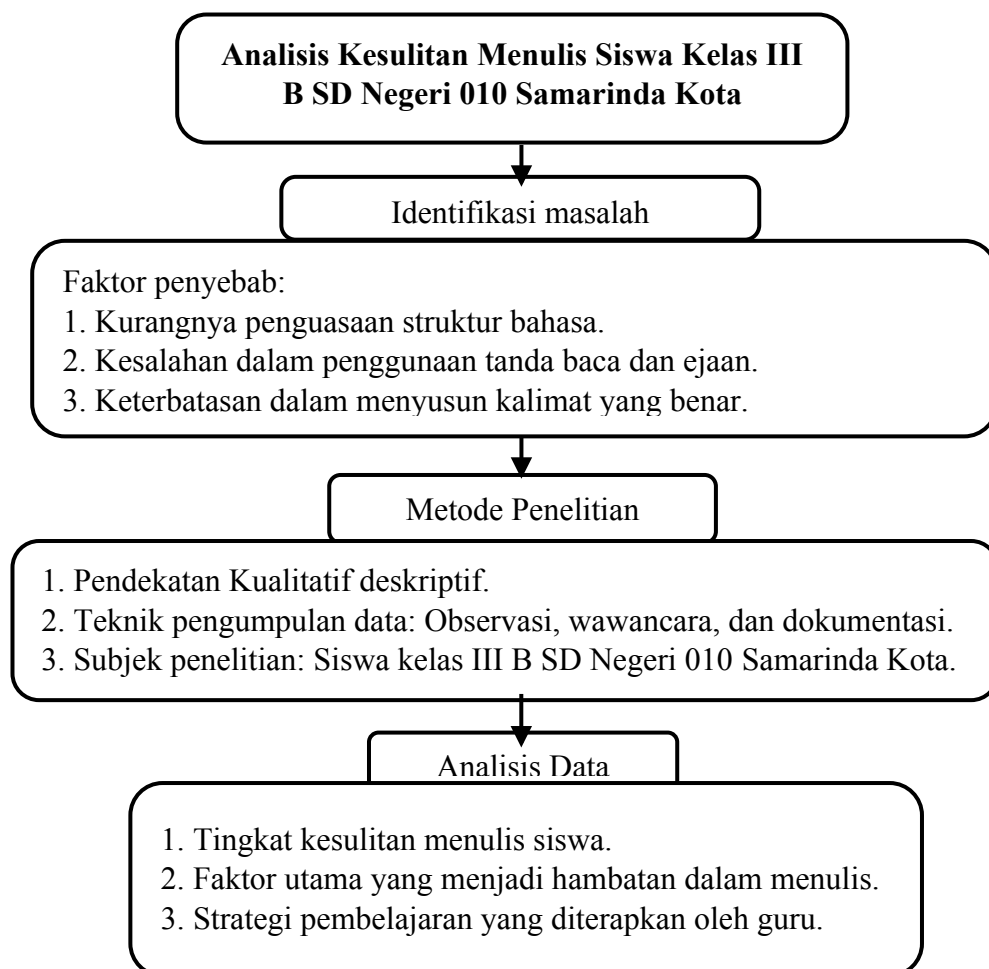 Analisis Kesulitan Menulis Siswa Kelas III
B SD Negeri 010 Samarinda Kota
Identifikasi masalah
Faktor penyebab:
1. Kurangnya penguasaan struktur bahasa.
2. Kesalahan dalam penggunaan tanda baca dan ejaan.
3. Keterbatasan dalam menyusun kalimat yang benar.
Metode Penelitian
1. Pendekatan Kualitatif deskriptif.
2. Teknik pengumpulan data: Observasi, wawancara, dan dokumentasi.
3. Subjek penelitian: Siswa kelas III B SD Negeri 010 Samarinda Kota.
Analisis Data
1. Tingkat kesulitan menulis siswa.
2. Faktor utama yang menjadi hambatan dalam menulis.
3. Strategi pembelajaran yang diterapkan oleh guru.